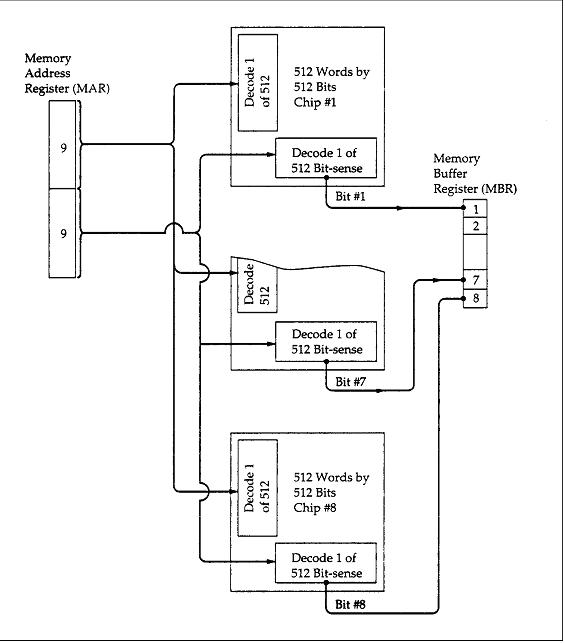 Memory
Address
Register (MAR)
9
9
Decode 1
of 512
512 Words by
512 Bits
Chip #1
Decode 1 of
512 Bit-sense
Bit #1
Memory
Buffer
Register (MBR)
1
2
7
8
Decode
512
Decode 1 of
512 Bit-sense
Bit #7
Decode 1
of 512
512 Words by
512 Bits
Chip #8
Decode 1 of
512 Bit-sense
Bit #8